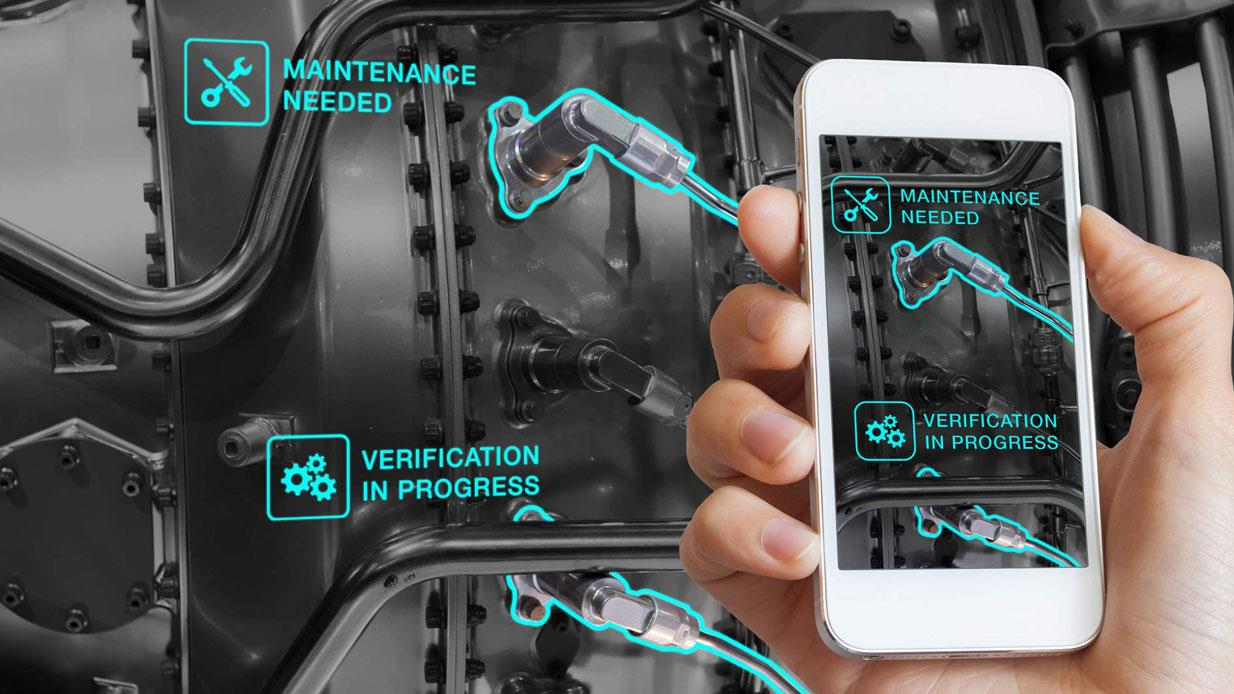 MAINTENANCE
NEEDED
VERIFICATION
IN PROGRESS
MAINTENANCE
NEEDED
VERIFICATION
IN PROGRESS